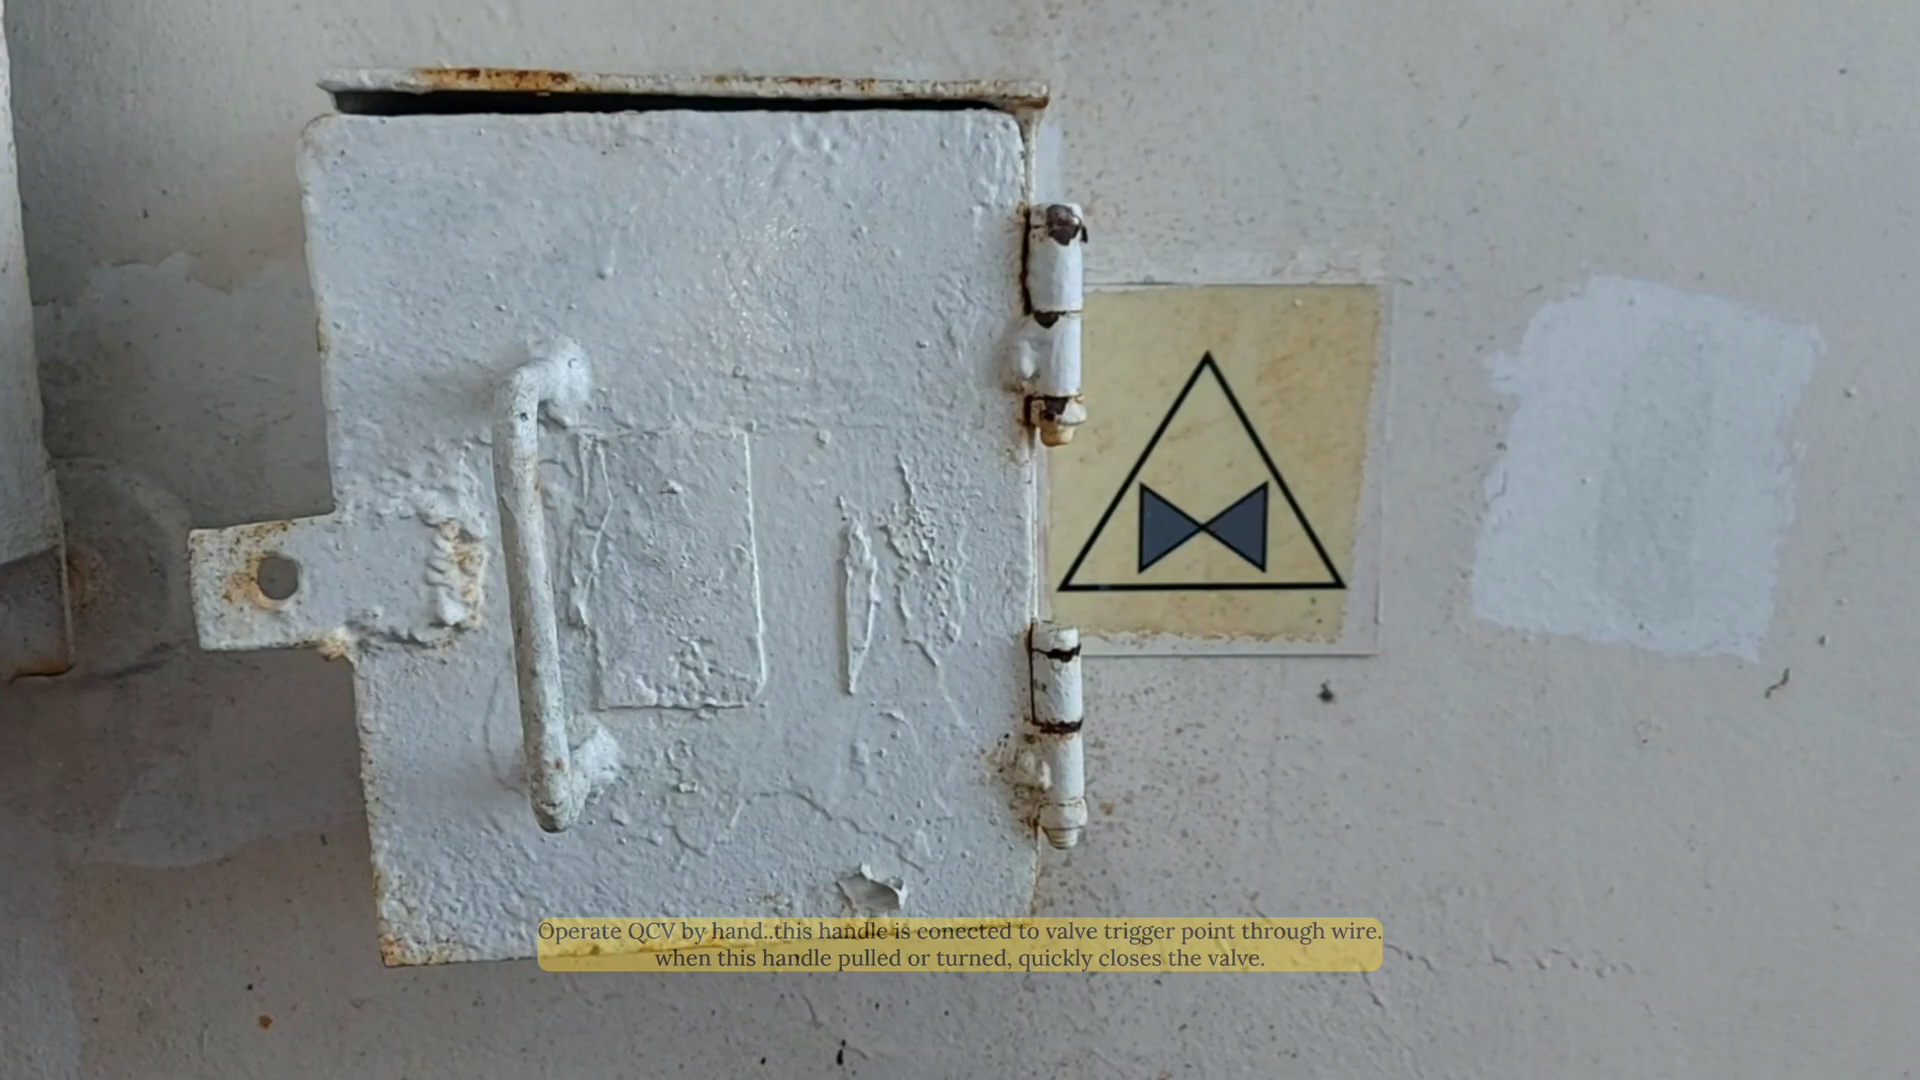 Operate QCV by hand..this handle is conected to valve trigger point through wire.
when this handle pulled or turned, quickly closes the valve.